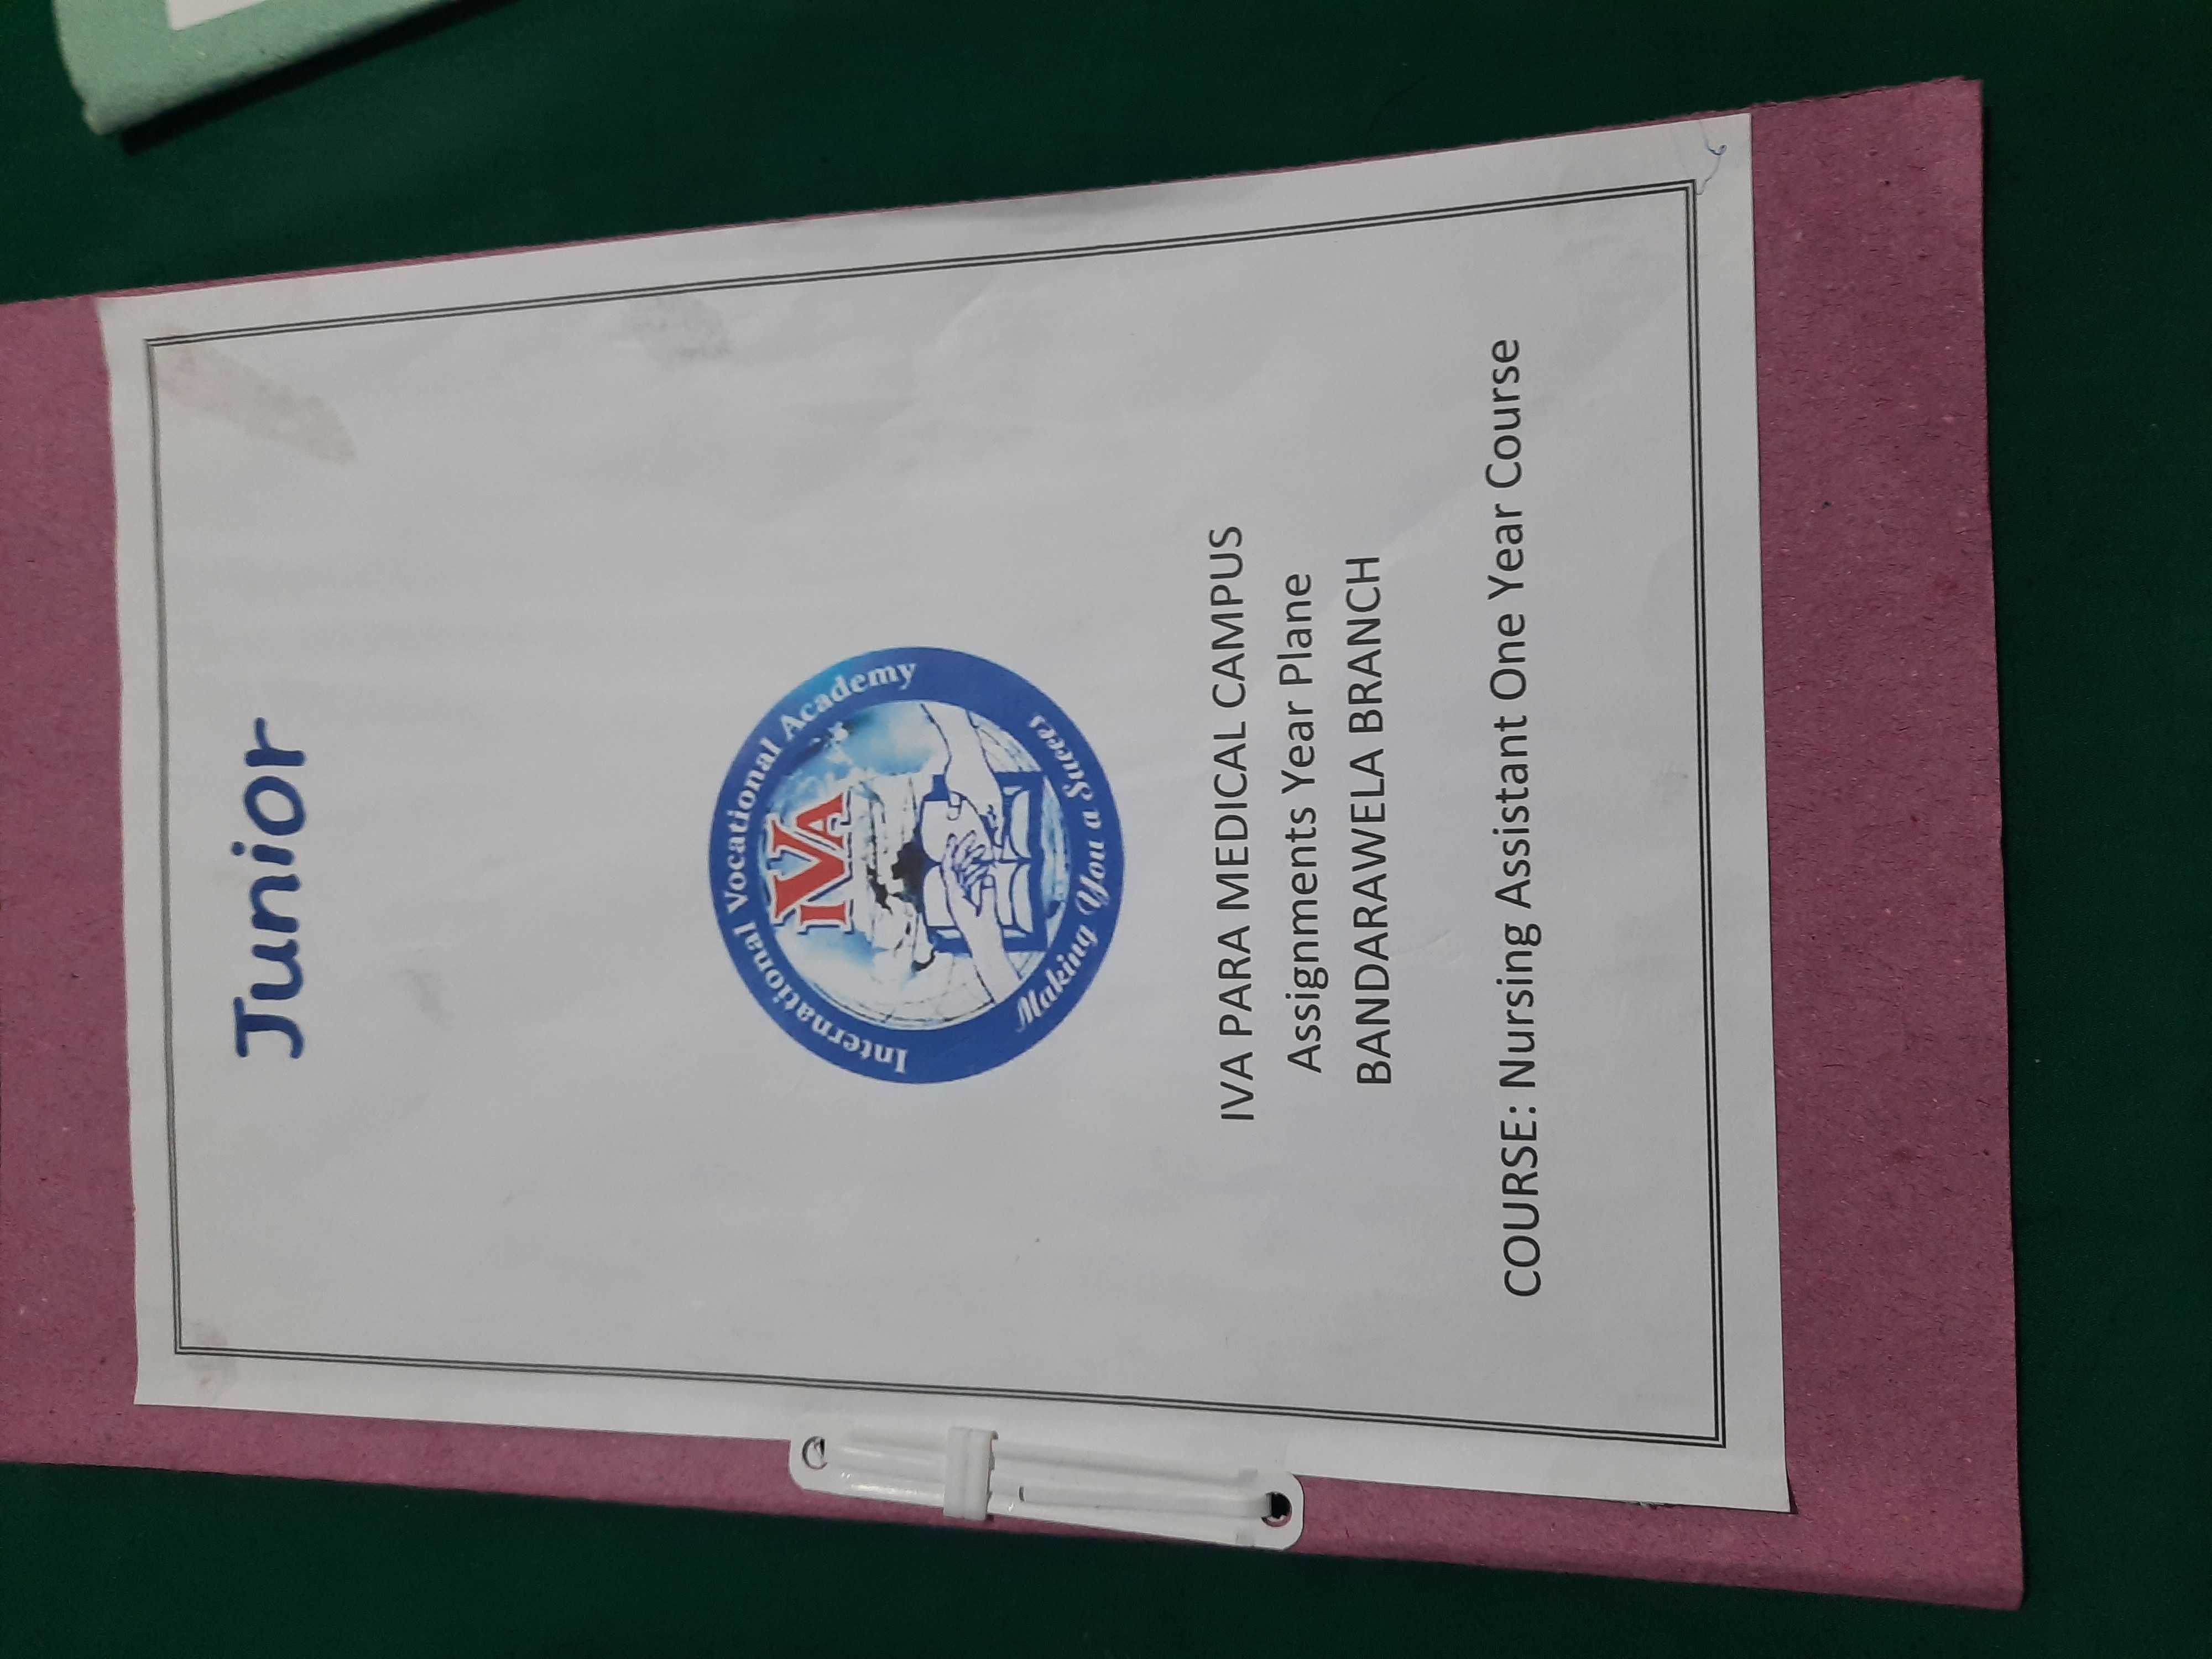 Junior
International Vocational Academy
IVA
Making You a Success
IVA PARA MEDICAL CAMPUS
Assignments Year Plane
BANDARAWELA BRANCH
COURSE: Nursing Assistant One Year Course